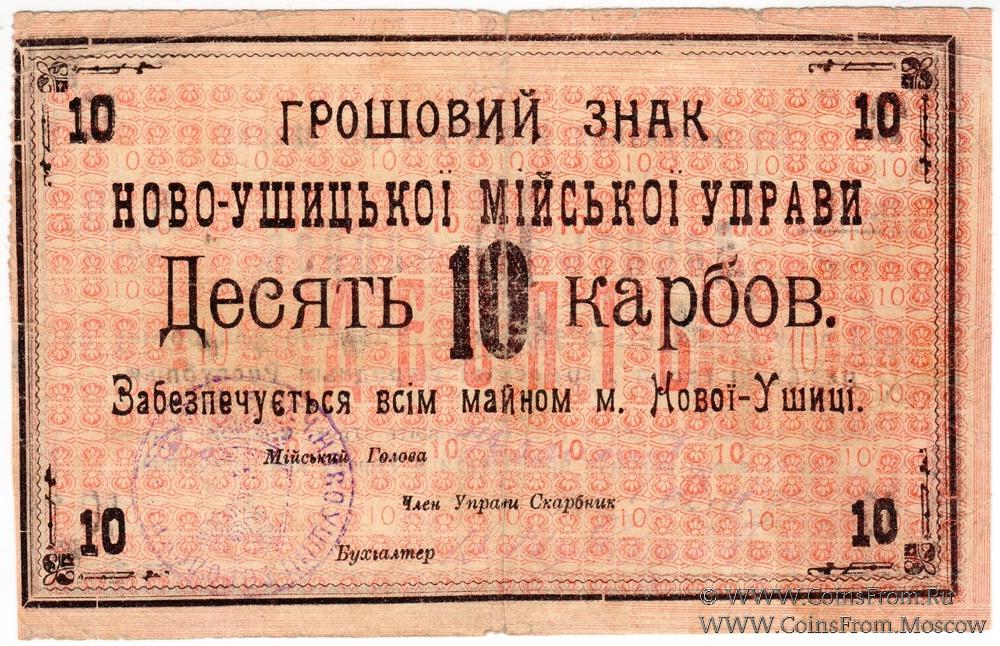 10 10
ГРОШОВИЙ ЗНАК
НОВО-УШИЦЬКОЇ МІЙСЬКОЇ УПРАВИ
Десять 10 карбов.
ДЕСЯТЬ
Забезпечується всім майном м. Нової-Ушиці.
Мійський Голова
Член Управи Скарбник
Бухгалтер
10 10
© WWW.CoinsFrom.Ru
WWW.CoinsFrom.Moscow